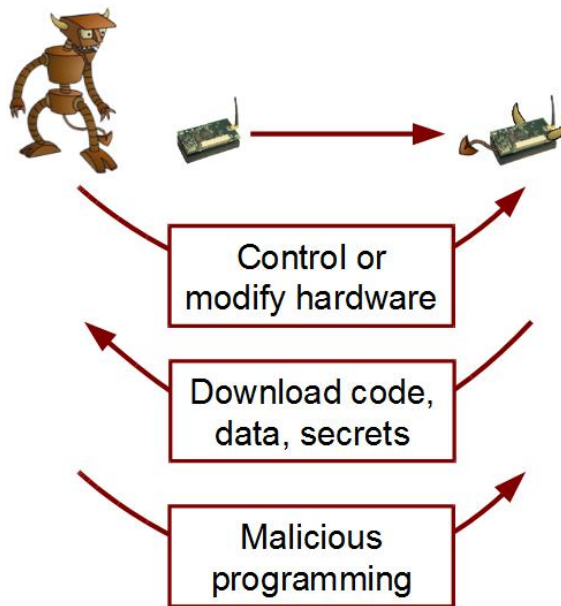 Control or
modify hardware
Download code,
data, secrets
Malicious
programming